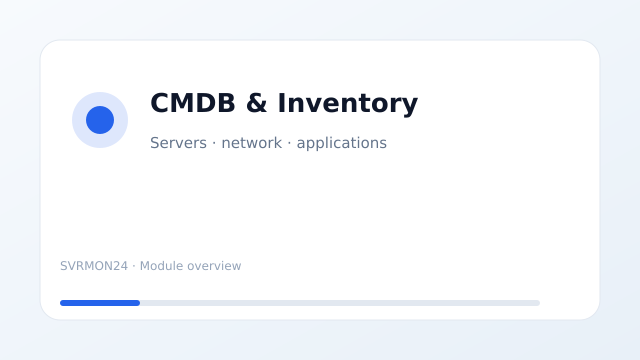 CMDB & Inventory
Servers · network · applications
SVRMON24 · Module overview